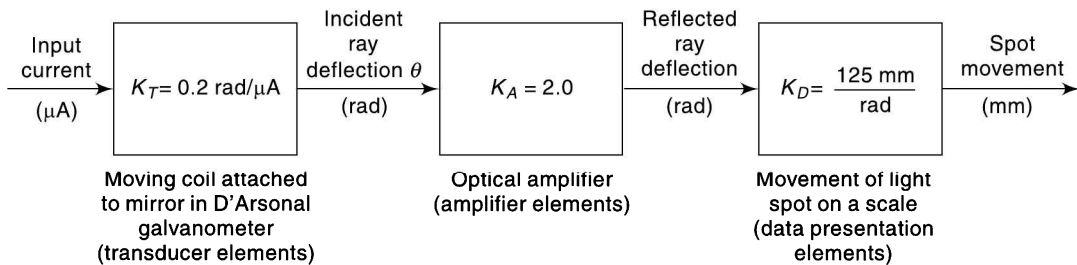 Input
current
(μA)
K_T= 0.2 rad/μA
Moving coil attached
to mirror in D'Arsonal
galvanometer
(transducer elements)
Incident
ray
deflection θ
(rad)
K_A = 2.0
Optical amplifier
(amplifier elements)
Reflected
ray
deflection
(rad)
K_D= 125 mm
rad
Movement of light
spot on a scale
(data presentation
elements)
Spot
movement
(mm)